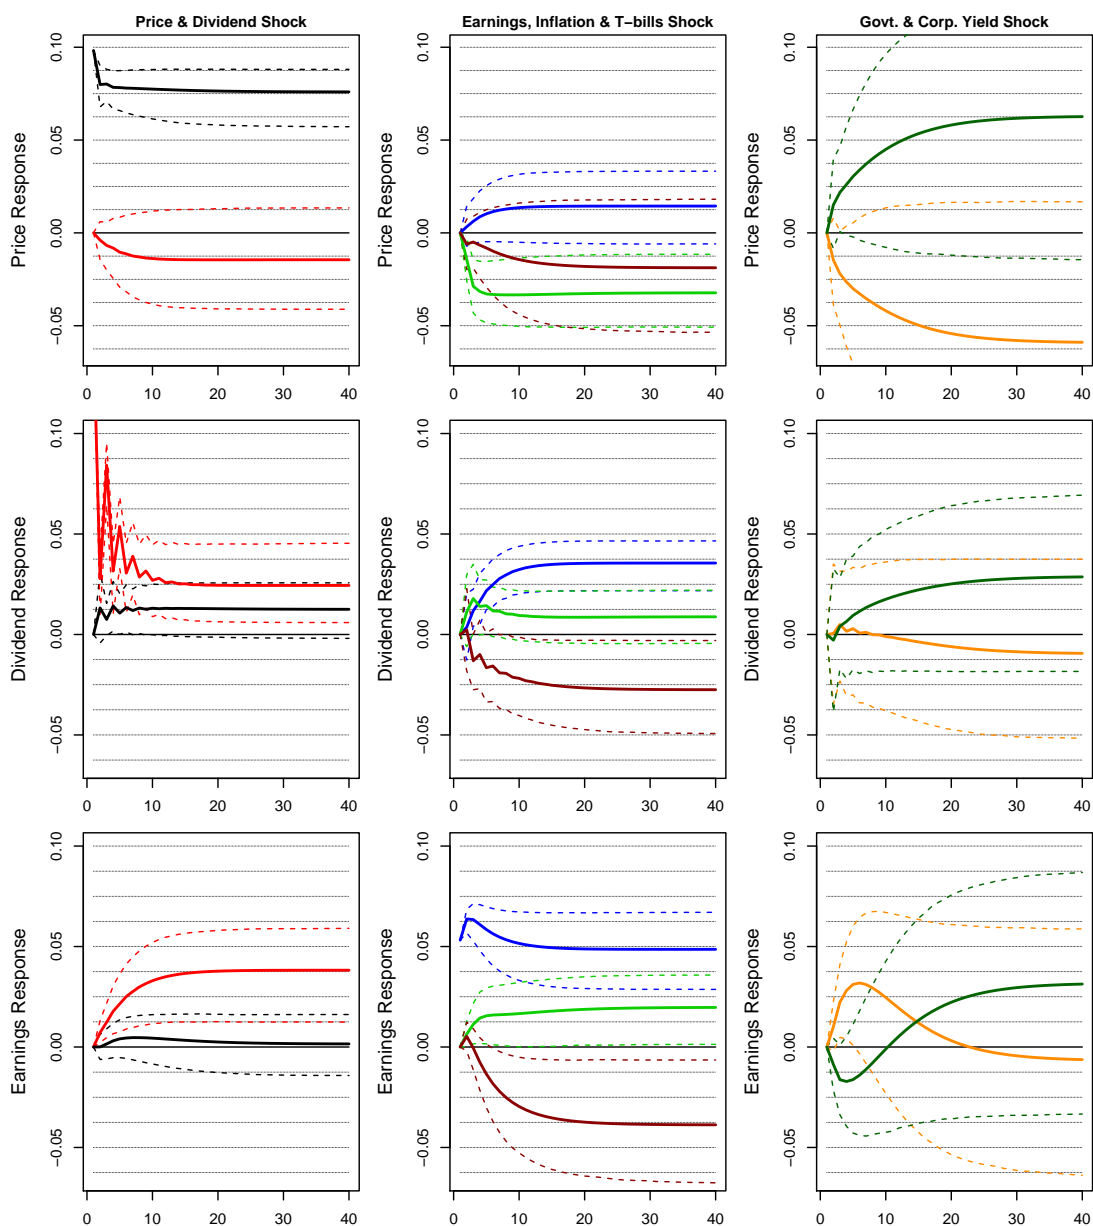 Price & Dividend Shock
Earnings, Inflation & T−bills Shock
Govt. & Corp. Yield Shock
Price Response
0.10
0.05
0.00
−0.05
0 10 20 30 40
Price Response
0.10
0.05
0.00
−0.05
0 10 20 30 40
Price Response
0.10
0.05
0.00
−0.05
0 10 20 30 40
Dividend Response
0.10
0.05
0.00
−0.05
0 10 20 30 40
Dividend Response
0.10
0.05
0.00
−0.05
0 10 20 30 40
Dividend Response
0.10
0.05
0.00
−0.05
0 10 20 30 40
Earnings Response
0.10
0.05
0.00
−0.05
0 10 20 30 40
Earnings Response
0.10
0.05
0.00
−0.05
0 10 20 30 40
Earnings Response
0.10
0.05
0.00
−0.05
0 10 20 30 40